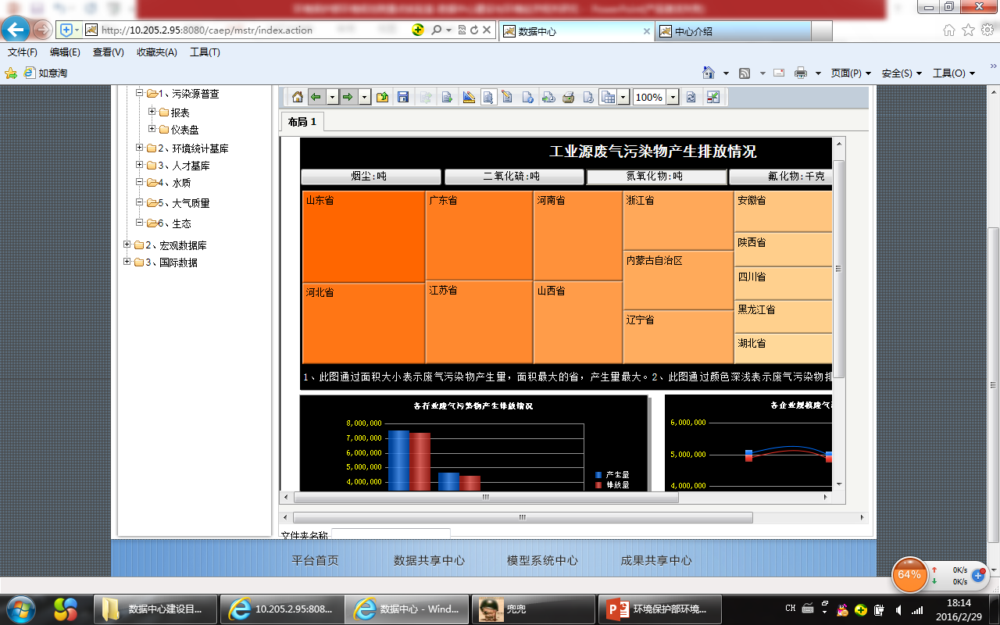 http://10.205.2.95:8080/caep/mstr/index.action
数据中心
中心介绍
文件(F) 编辑(E) 查看(V) 收藏夹(A) 工具(T)
如意淘
页面(P) 安全(S) 工具(O)
1、污染源普查
报表
仪表盘
2、环境统计基库
3、人才基库
4、水质
5、大气质量
6、生态
2、宏观数据库
3、国际数据
100%
布局 1
工业源废气污染物产生排放情况
烟尘:吨 二氧化硫:吨 氮氧化物:吨 氟化物:千克
山东省 广东省 河南省 浙江省 安徽省
陕西省
内蒙古自治区
四川省
河北省 江苏省 山西省
黑龙江省
辽宁省
湖北省
1、此图通过面积大小表示废气污染物产生量，面积最大的省，产生量最大。2、此图通过颜色深浅表示废气污染物排
各行业废气污染物产生排放情况
8,000,000
7,000,000
6,000,000
5,000,000
4,000,000
产生量
排放量
各企业规模废气
6,000,000
5,000,000
4,000,000
文件夹名称
平台首页 数据共享中心 模型系统中心 成果共享中心
64%
0K/s
0K/s
数据中心建设目...
10.205.2.95:808...
数据中心 - Wind...
兜兜
环境保护部环境...
CH
18:14
2016/2/29